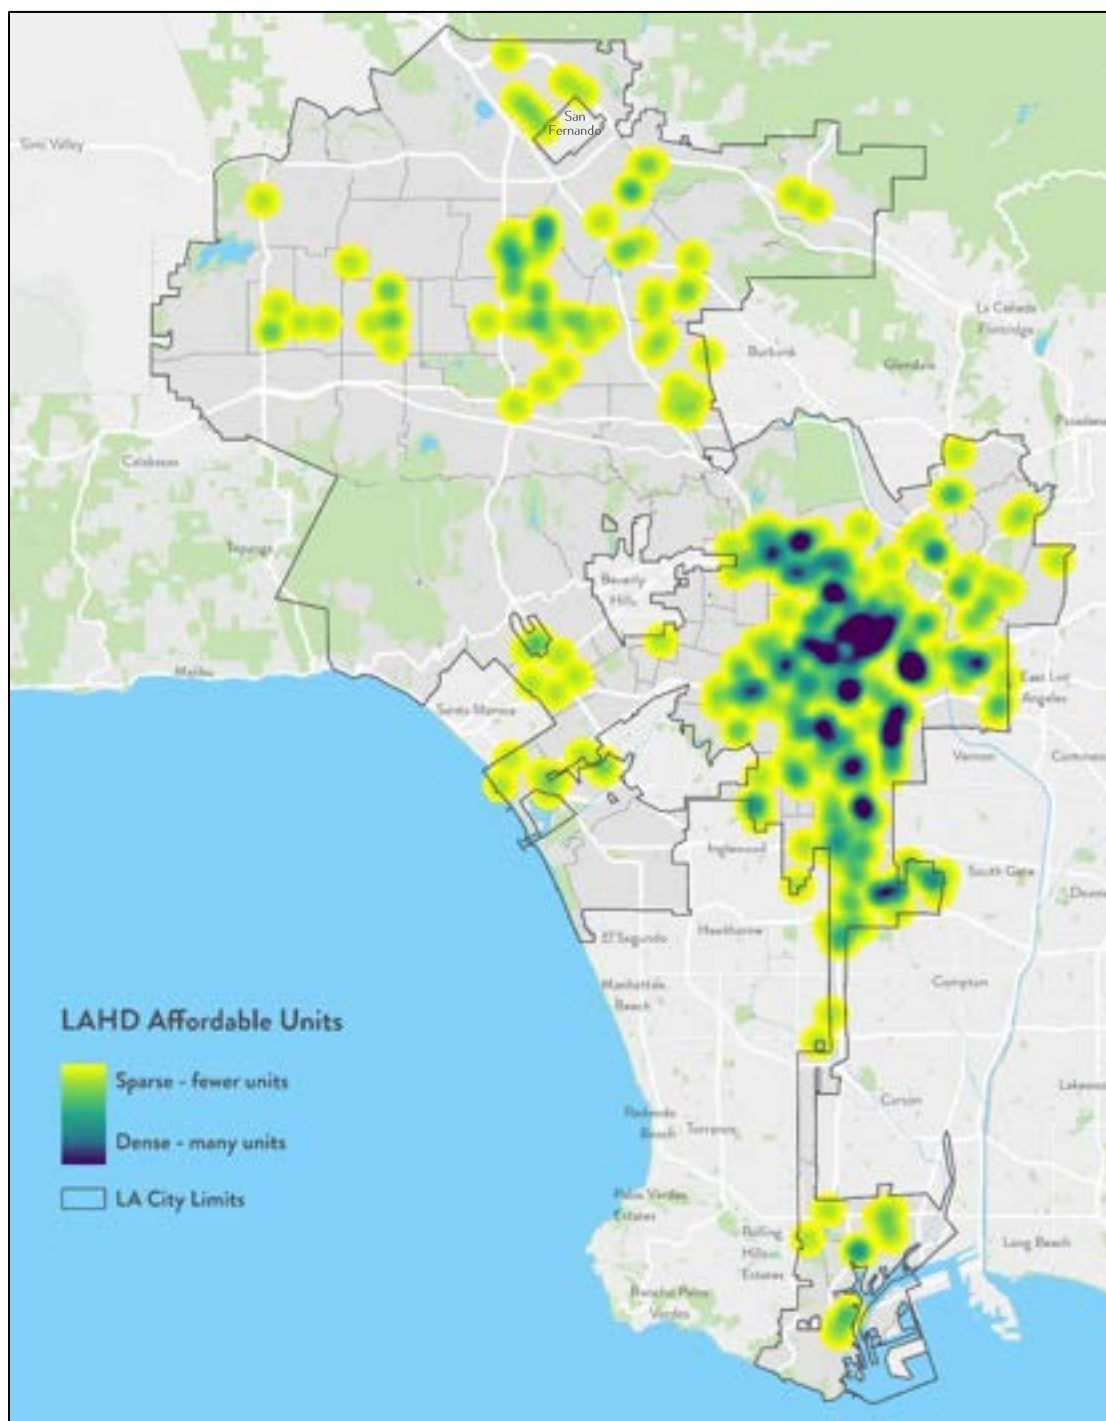 San
Fernando
Simi Valley
La Cañada
Flintridge
Burbank
Glendale
Pasadena
Calabasas
Topanga
Beverly
Hills
Malibu
Santa Monica
East Los
Angeles
Vernon
Commerce
Inglewood
South Gate
Downey
Hawthorne
El Segundo
Manhattan
Beach
Compton
LAHD Affordable Units
Sparse - fewer units
Dense - many units
LA City Limits
Lakewood
Carson
Redondo
Beach
Torrance
Palos Verdes
Estates
Rolling
Hills
Estates
Long Beach
Rancho Palos
Verdes